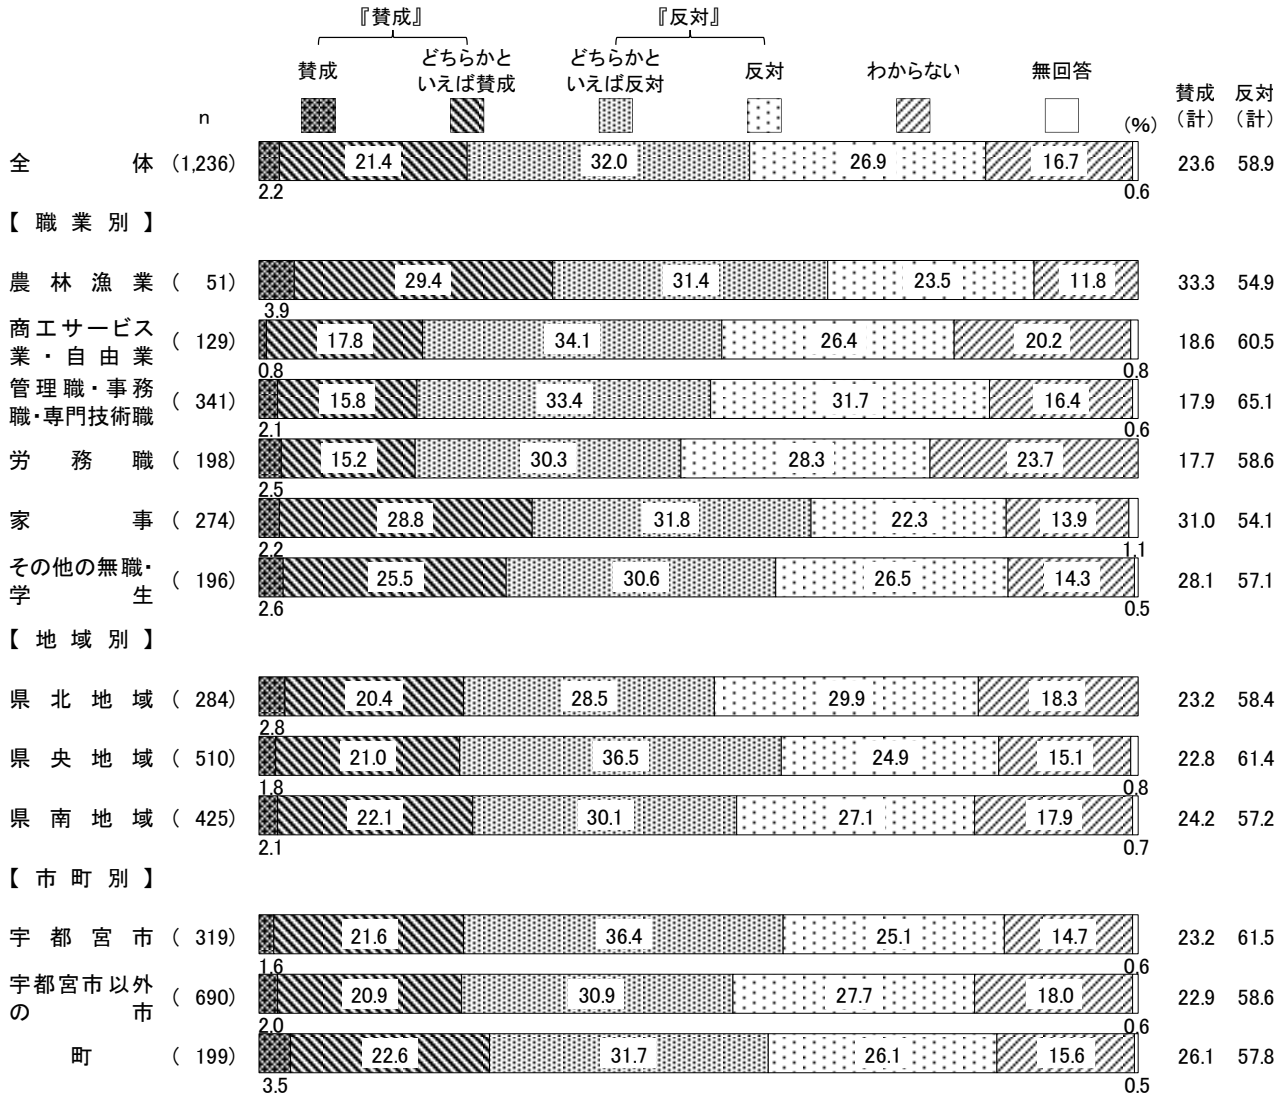 『賛成』 『反対』
賛成 どちらかといえば賛成 どちらかといえば反対 反対 わからない 無回答
n (%) 賛成(計) 反対(計)
全体 (1,236) 2.2 21.4 32.0 26.9 16.7 0.6 23.6 58.9
【職業別】
農林漁業 (51) 3.9 29.4 31.4 23.5 11.8 33.3 54.9
商工サービス業・自由業 (129) 0.8 17.8 34.1 26.4 20.2 0.8 18.6 60.5
管理職・事務職・専門技術職 (341) 2.1 15.8 33.4 31.7 16.4 0.6 17.9 65.1
労務職 (198) 2.5 15.2 30.3 28.3 23.7 17.7 58.6
家事 (274) 2.2 28.8 31.8 22.3 13.9 1.1 31.0 54.1
その他の無職・学生 (196) 2.6 25.5 30.6 26.5 14.3 0.5 28.1 57.1
【地域別】
県北地域 (284) 2.8 20.4 28.5 29.9 18.3 23.2 58.4
県央地域 (510) 1.8 21.0 36.5 24.9 15.1 0.8 22.8 61.4
県南地域 (425) 2.1 22.1 30.1 27.1 17.9 0.7 24.2 57.2
【市町別】
宇都宮市 (319) 1.6 21.6 36.4 25.1 14.7 0.6 23.2 61.5
宇都宮市以外の市 (690) 2.0 20.9 30.9 27.7 18.0 0.6 22.9 58.6
町 (199) 3.5 22.6 31.7 26.1 15.6 0.5 26.1 57.8